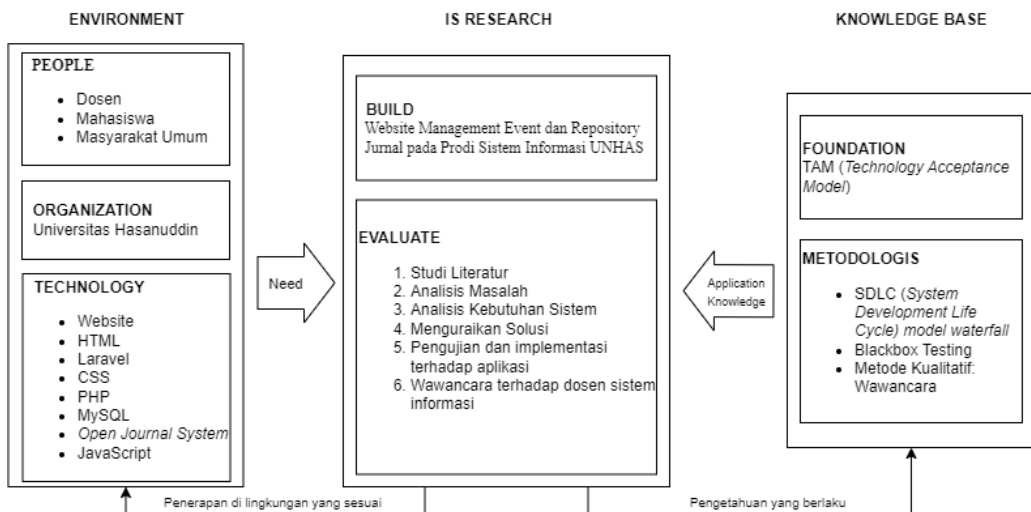 ENVIRONMENT
PEOPLE
• Dosen
• Mahasiswa
• Masyarakat Umum
ORGANIZATION
Universitas Hasanuddin
TECHNOLOGY
• Website
• HTML
• Laravel
• CSS
• PHP
• MySQL
• Open Journal System
• JavaScript
Need
IS RESEARCH
BUILD
Website Management Event dan Repository
Jurnal pada Prodi Sistem Informasi UNHAS
EVALUATE
1. Studi Literatur
2. Analisis Masalah
3. Analisis Kebutuhan Sistem
4. Menguraikan Solusi
5. Pengujian dan implementasi
terhadap aplikasi
6. Wawancara terhadap dosen sistem
informasi
Application
Knowledge
KNOWLEDGE BASE
FOUNDATION
TAM (Technology Acceptance
Model)
METODOLOGIS
• SDLC (System
Development Life
Cycle) model waterfall
• Blackbox Testing
• Metode Kualitatif:
Wawancara
Penerapan di lingkungan yang sesuai
Pengetahuan yang berlaku